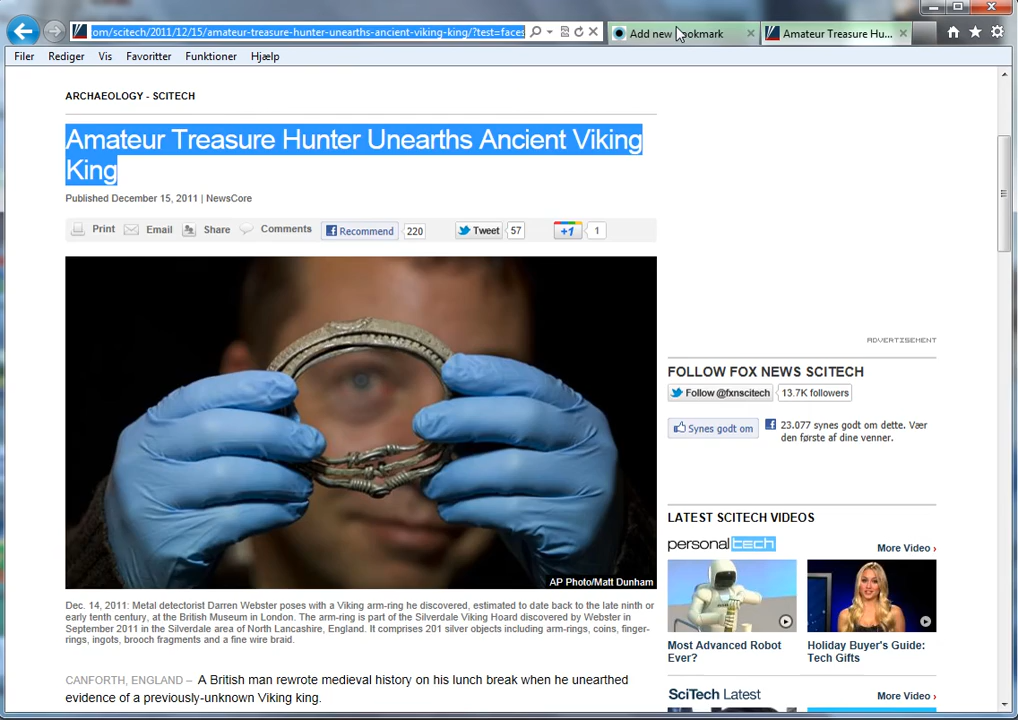 om/scitech/2011/12/15/amateur-treasure-hunter-unearths-ancient-viking-king/?test=faces
Add new bookmark
Amateur Treasure Hu...
Filer Rediger Vis Favoritter Funktioner Hjælp
ARCHAEOLOGY - SCITECH
Amateur Treasure Hunter Unearths Ancient Viking
King
Published December 15, 2011 | NewsCore
Print Email Share Comments Recommend 220 Tweet 57 +1 1
AP Photo/Matt Dunham
Dec. 14, 2011: Metal detectorist Darren Webster poses with a Viking arm-ring he discovered, estimated to date back to the late ninth or
early tenth century, at the British Museum in London. The arm-ring is part of the Silverdale Viking Hoard discovered by Webster in
September 2011 in the Silverdale area of North Lancashire, England. It comprises 201 silver objects including arm-rings, coins, finger-
rings, ingots, brooch fragments and a fine wire braid.
CANFORTH, ENGLAND – A British man rewrote medieval history on his lunch break when he unearthed
evidence of a previously-unknown Viking king.
ADVERTISEMENT
FOLLOW FOX NEWS SCITECH
Follow @fxnscitech 13.7K followers
Synes godt om
23.077 synes godt om dette. Vær
den første af dine venner.
LATEST SCITECH VIDEOS
personal tech
More Video ›
Most Advanced Robot
Ever?
Holiday Buyer's Guide:
Tech Gifts
SciTech Latest
More Video ›